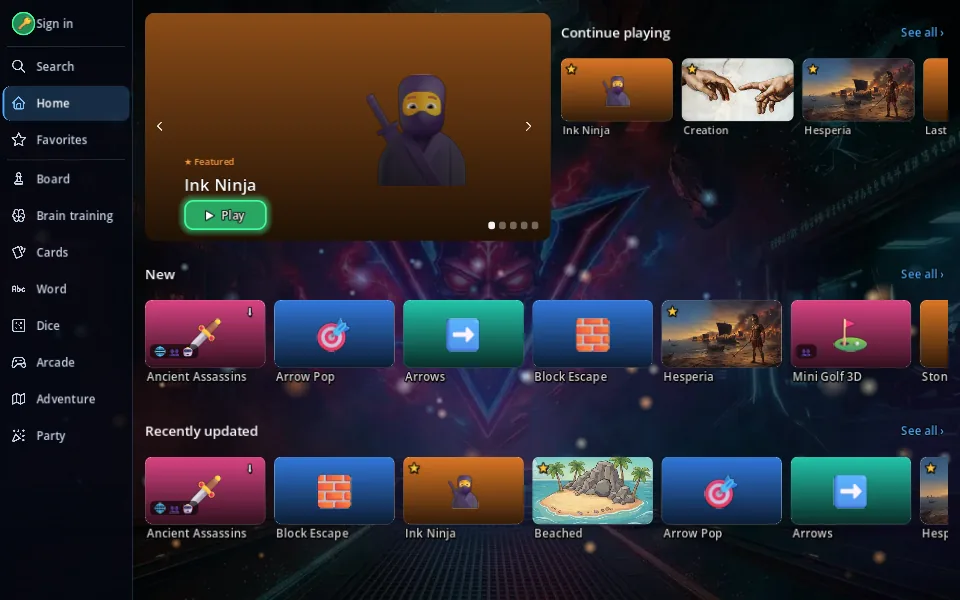 Sign in
Search
Home
Favorites
Board
Brain training
Cards
Abc Word
Dice
Arcade
Adventure
Party
★ Featured
Ink Ninja
Play
Continue playing
See all ›
Ink Ninja
Creation
Hesperia
Last
New
See all ›
Ancient Assassins
Arrow Pop
Arrows
Block Escape
Hesperia
Mini Golf 3D
Ston
Recently updated
See all ›
Ancient Assassins
Block Escape
Ink Ninja
Beached
Arrow Pop
Arrows
Hesp